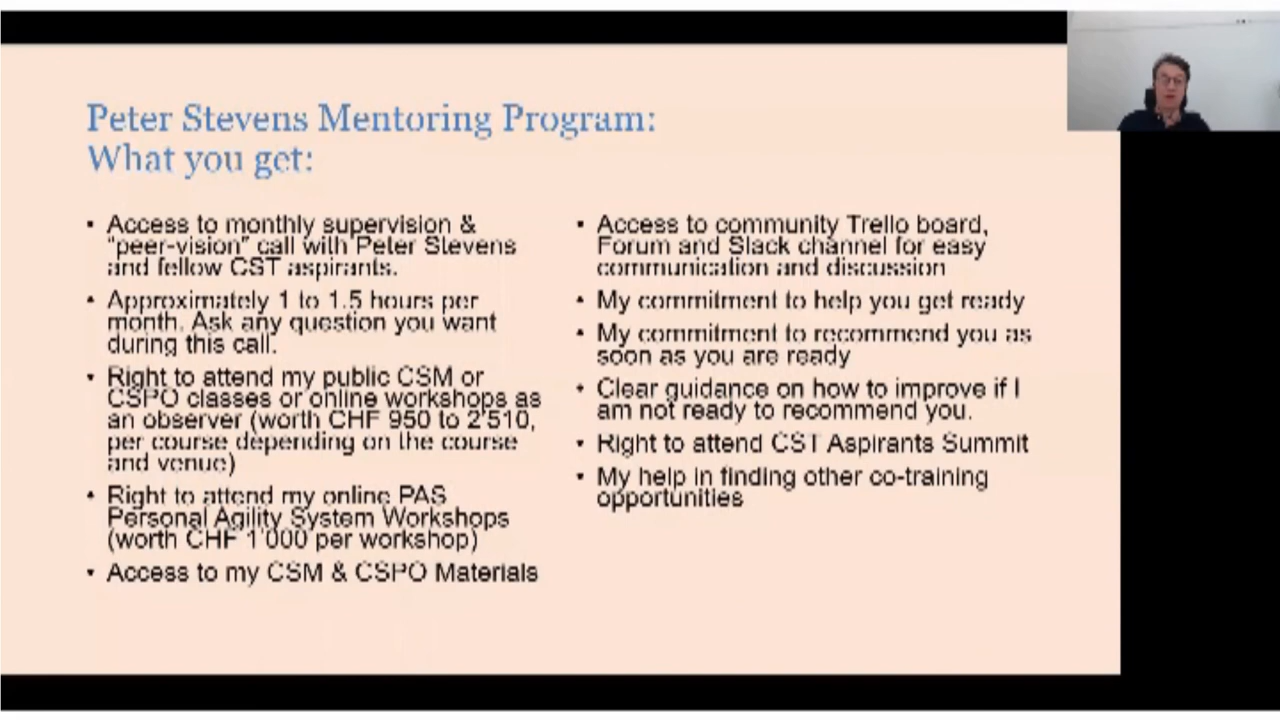 Peter Stevens Mentoring Program:
What you get:
• Access to monthly supervision &
"peer-vision" call with Peter Stevens
and fellow CST aspirants.
• Approximately 1 to 1.5 hours per
month. Ask any question you want
during this call.
• Right to attend my public CSM or
CSPO classes or online workshops as
an observer (worth CHF 950 to 2'510,
per course depending on the course
and venue)
• Right to attend my online PAS
Personal Agility System Workshops
(worth CHF 1'000 per workshop)
• Access to my CSM & CSPO Materials
• Access to community Trello board,
Forum and Slack channel for easy
communication and discussion
• My commitment to help you get ready
• My commitment to recommend you as
soon as you are ready
• Clear guidance on how to improve if I
am not ready to recommend you.
• Right to attend CST Aspirants Summit
• My help in finding other co-training
opportunities